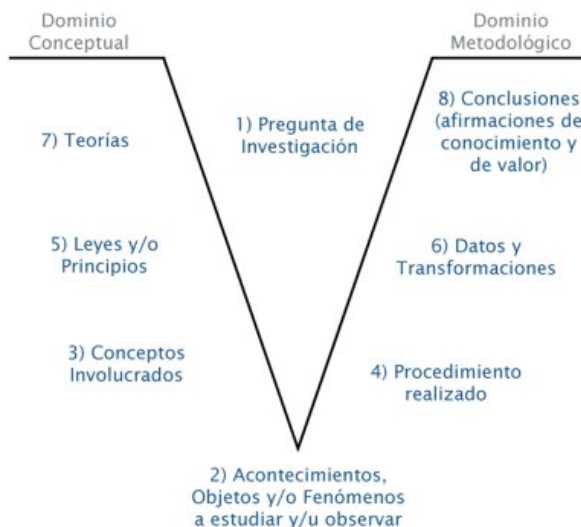 Dominio
Conceptual
Dominio
Metodológico
1) Pregunta de
Investigación
8) Conclusiones
(afirmaciones de
conocimiento y
de valor)
7) Teorías
5) Leyes y/o
Principios
6) Datos y
Transformaciones
3) Conceptos
Involucrados
4) Procedimiento
realizado
2) Acontecimientos,
Objetos y/o Fenómenos
a estudiar y/u observar